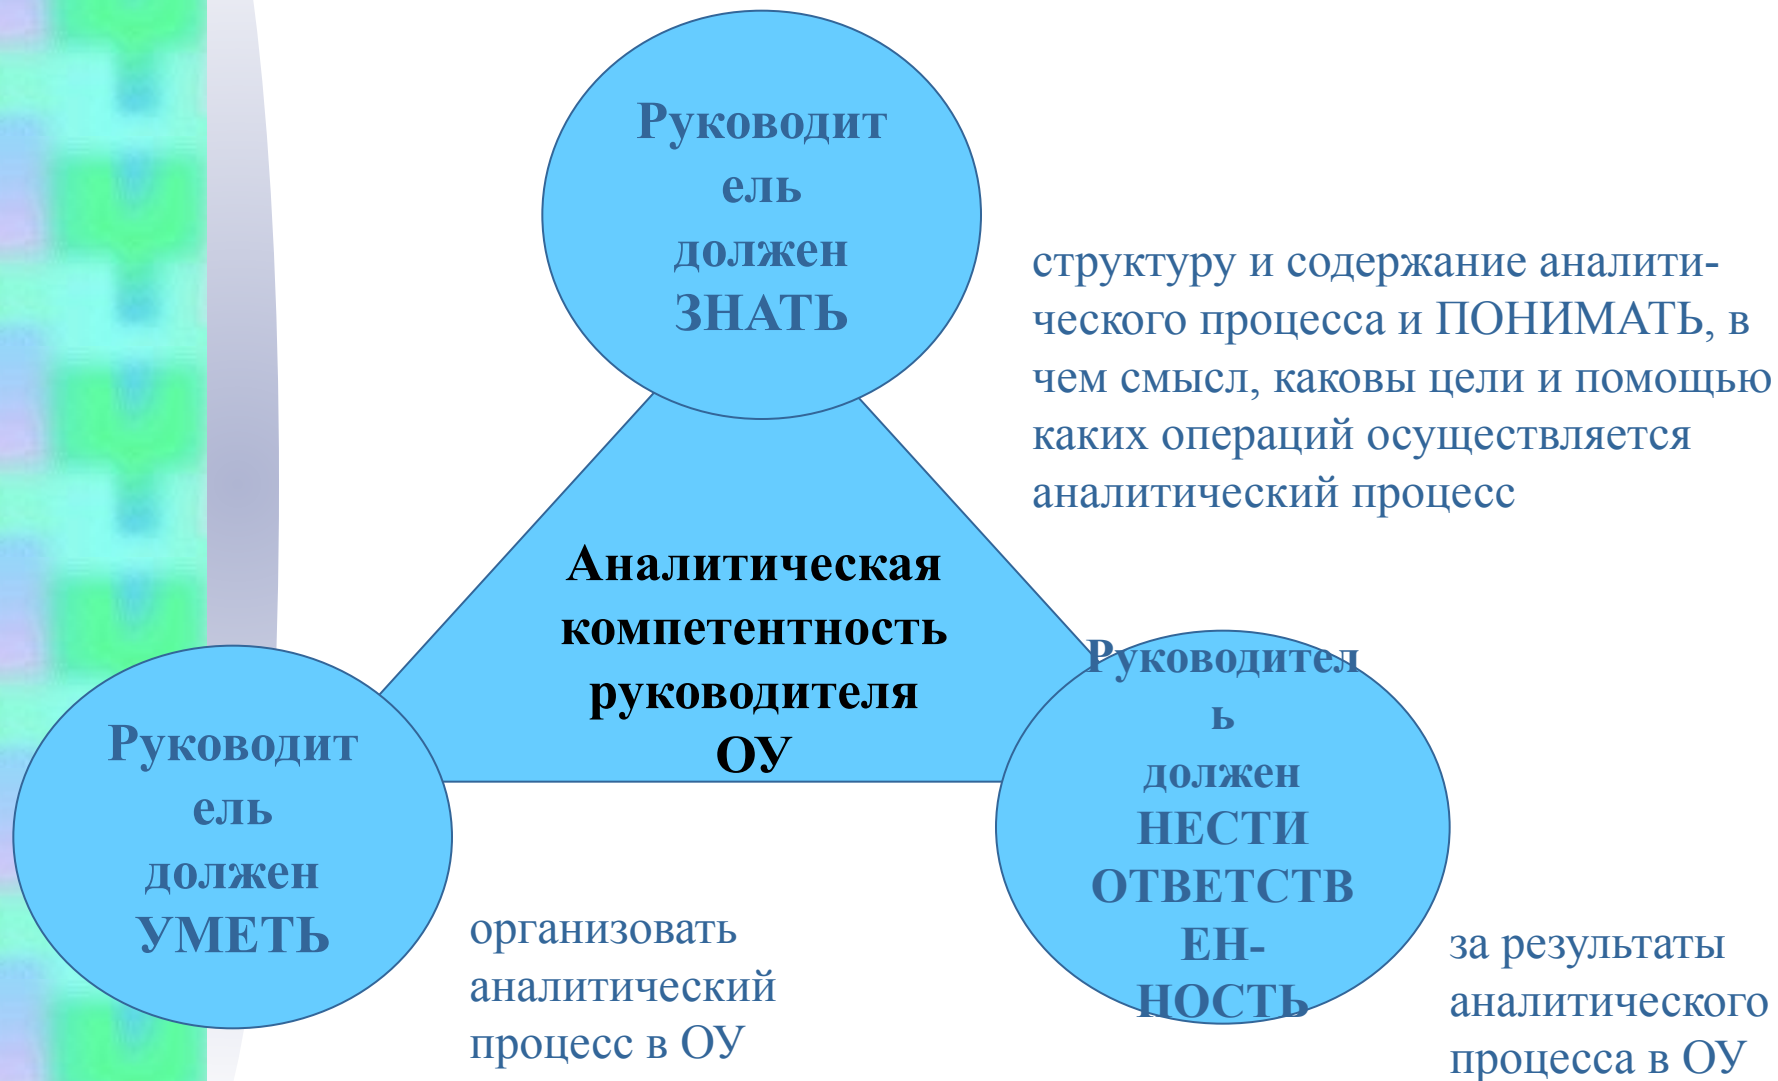 Руководит
ель
должен
ЗНАТЬ
структуру и содержание аналити-
ческого процесса и ПОНИМАТЬ, в
чем смысл, каковы цели и помощью
каких операций осуществляется
аналитический процесс
Аналитическая
компетентность
руководителя
ОУ
Руководит
ель
должен
УМЕТЬ
организовать
аналитический
процесс в ОУ
Руководител
ь
должен
НЕСТИ
ОТВЕТСТВ
ЕН-
НОСТЬ
за результаты
аналитического
процесса в ОУ